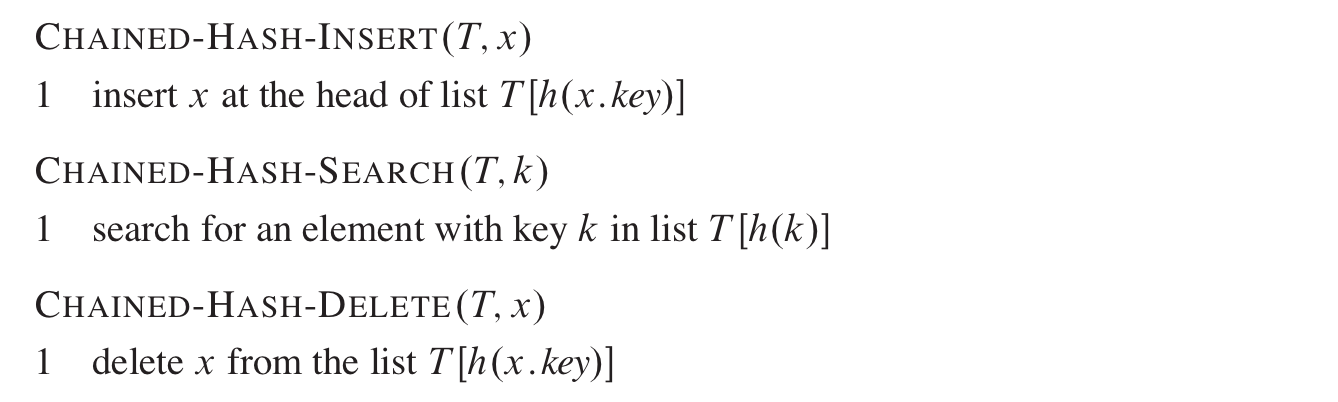 CHAINED-HASH-INSERT(T, x)
1 insert x at the head of list T[h(x.key)]
CHAINED-HASH-SEARCH(T, k)
1 search for an element with key k in list T[h(k)]
CHAINED-HASH-DELETE(T, x)
1 delete x from the list T[h(x.key)]